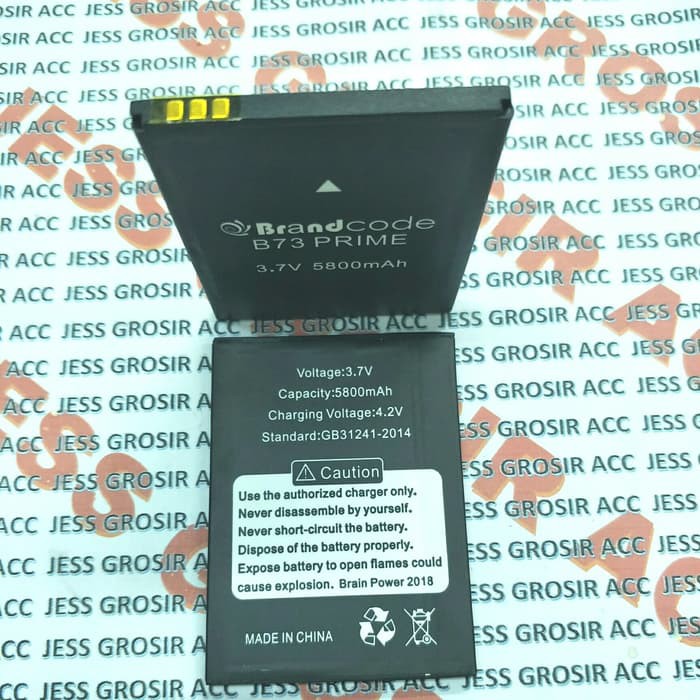 Brandcode
B73 PRIME
3.7V 5800mAh
Voltage:3.7V
Capacity:5800mAh
Charging Voltage:4.2V
Standard:GB31241-2014
Caution
Use the authorized charger only.
Never disassemble by yourself.
Never short-circuit the battery.
Dispose of the battery properly.
Expose battery to open flames could
cause explosion. Brain Power 2018
MADE IN CHINA
JESS GROSIR ACC